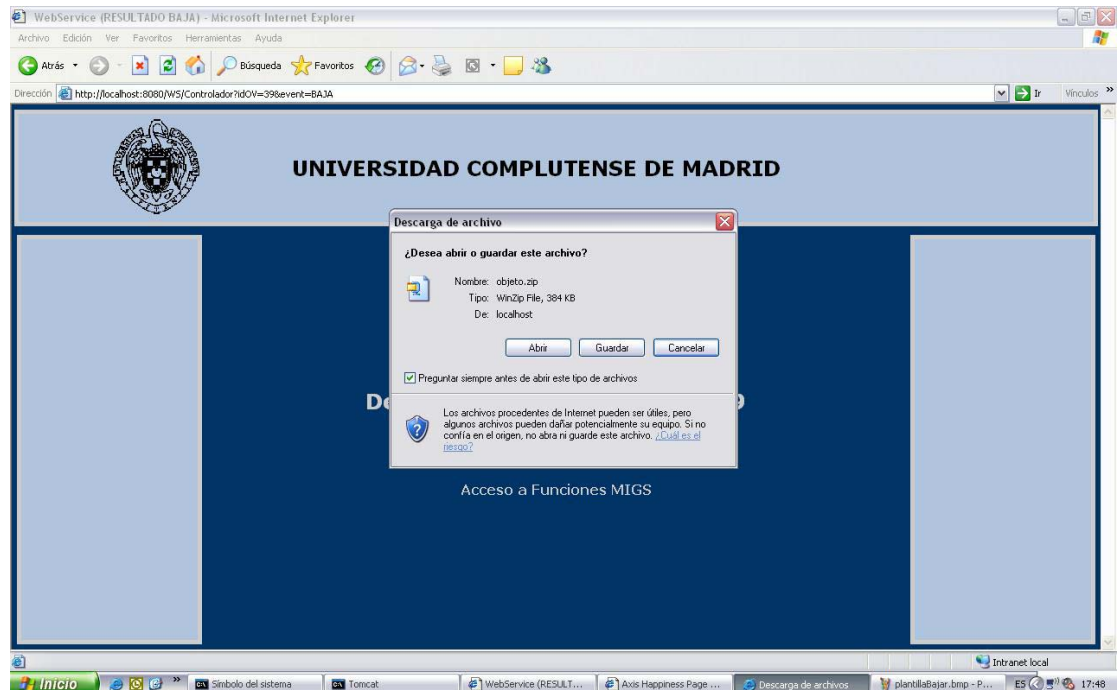 WebService (RESULTADO BAJA) - Microsoft Internet Explorer
Archivo Edición Ver Favoritos Herramientas Ayuda
Atrás Búsqueda Favoritos
Dirección http://localhost:8080/WS/Controlador?idOV=39&event=BAJA Ir Vínculos »
UNIVERSIDAD COMPLUTENSE DE MADRID
Descarga de archivo
¿Desea abrir o guardar este archivo?
Nombre: objeto.zip
Tipo: WinZip File, 384 KB
De: localhost
Abrir Guardar Cancelar
Preguntar siempre antes de abrir este tipo de archivos
Los archivos procedentes de Internet pueden ser útiles, pero
algunos archivos pueden dañar potencialmente su equipo. Si no
confía en el origen, no abra ni guarde este archivo. ¿Cuál es el
riesgo?
Acceso a Funciones MIGS
Intranet local
Inicio » Símbolo del sistema Tomcat WebService (RESULT... Axis Happiness Page ... Descarga de archivos plantillaBajar.bmp - P... ES 17:48